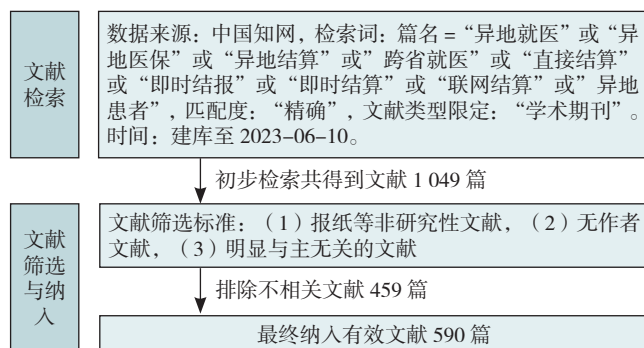 文献
检索
数据来源：中国知网，检索词：篇名 =“异地就医”或“异
地医保”或“异地结算”或”跨省就医”或“直接结算”
或“即时结报”或“即时结算”或“联网结算”或”异地
患者”，匹配度：“精确”，文献类型限定：“学术期刊”。
时间：建库至 2023–06–10。
初步检索共得到文献 1 049 篇
文献
筛选
与纳
入
文献筛选标准：（1）报纸等非研究性文献，（2）无作者
文献，（3）明显与主无关的文献
排除不相关文献 459 篇
最终纳入有效文献 590 篇